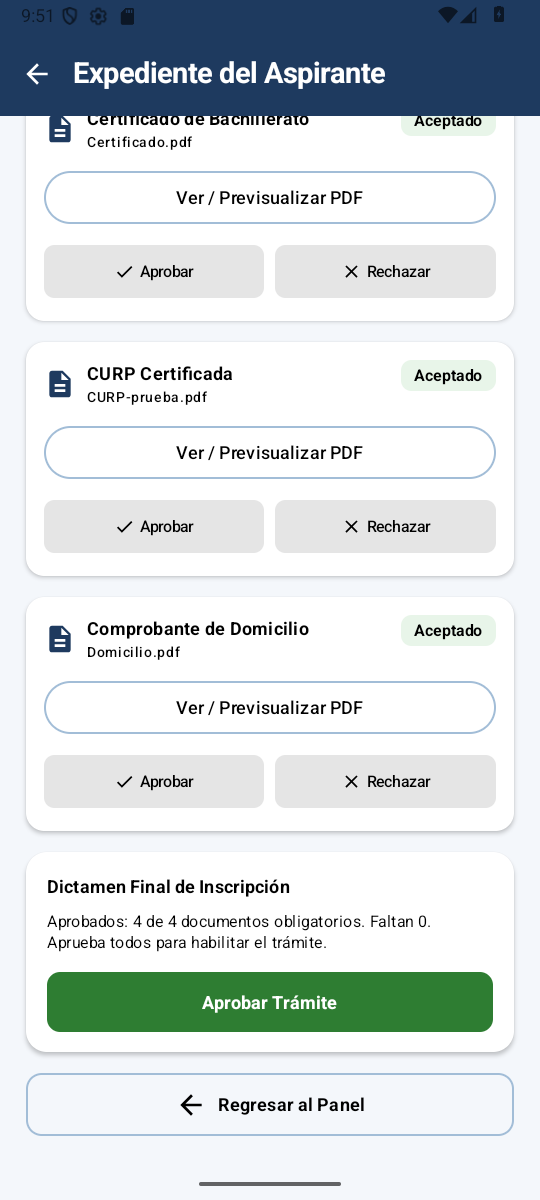 9:51
Expediente del Aspirante
Certificado de Bachillerato
Aceptado
Certificado.pdf
Ver / Previsualizar PDF
Aprobar
Rechazar
CURP Certificada
Aceptado
CURP-prueba.pdf
Ver / Previsualizar PDF
Aprobar
Rechazar
Comprobante de Domicilio
Aceptado
Domicilio.pdf
Ver / Previsualizar PDF
Aprobar
Rechazar
Dictamen Final de Inscripción
Aprobados: 4 de 4 documentos obligatorios. Faltan 0.
Aprueba todos para habilitar el trámite.
Aprobar Trámite
Regresar al Panel